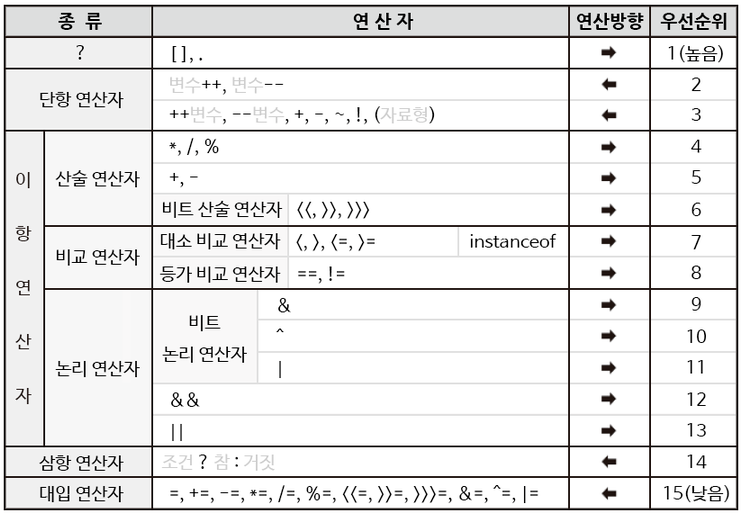 종 류 연 산 자 연산방향 우선순위
? [ ], . ➡ 1(높음)
단항 연산자
변수++, 변수-- ⬅ 2
++변수, --변수, +, -, ~, !, (자료형) ⬅ 3
이 항 연 산 자
산술 연산자
*, /, % ➡ 4
+, - ➡ 5
비트 산술 연산자 〈〈, 〉〉, 〉〉〉 ➡ 6
비교 연산자
대소 비교 연산자 〈, 〉, 〈=, 〉= instanceof ➡ 7
등가 비교 연산자 ==, != ➡ 8
논리 연산자
비트
논리 연산자
& ➡ 9
^ ➡ 10
| ➡ 11
&& ➡ 12
|| ➡ 13
삼항 연산자 조건 ? 참 : 거짓 ⬅ 14
대입 연산자 =, +=, -=, *=, /=, %=, 〈〈=, 〉〉=, 〉〉〉=, &=, ^=, |= ⬅ 15(낮음)